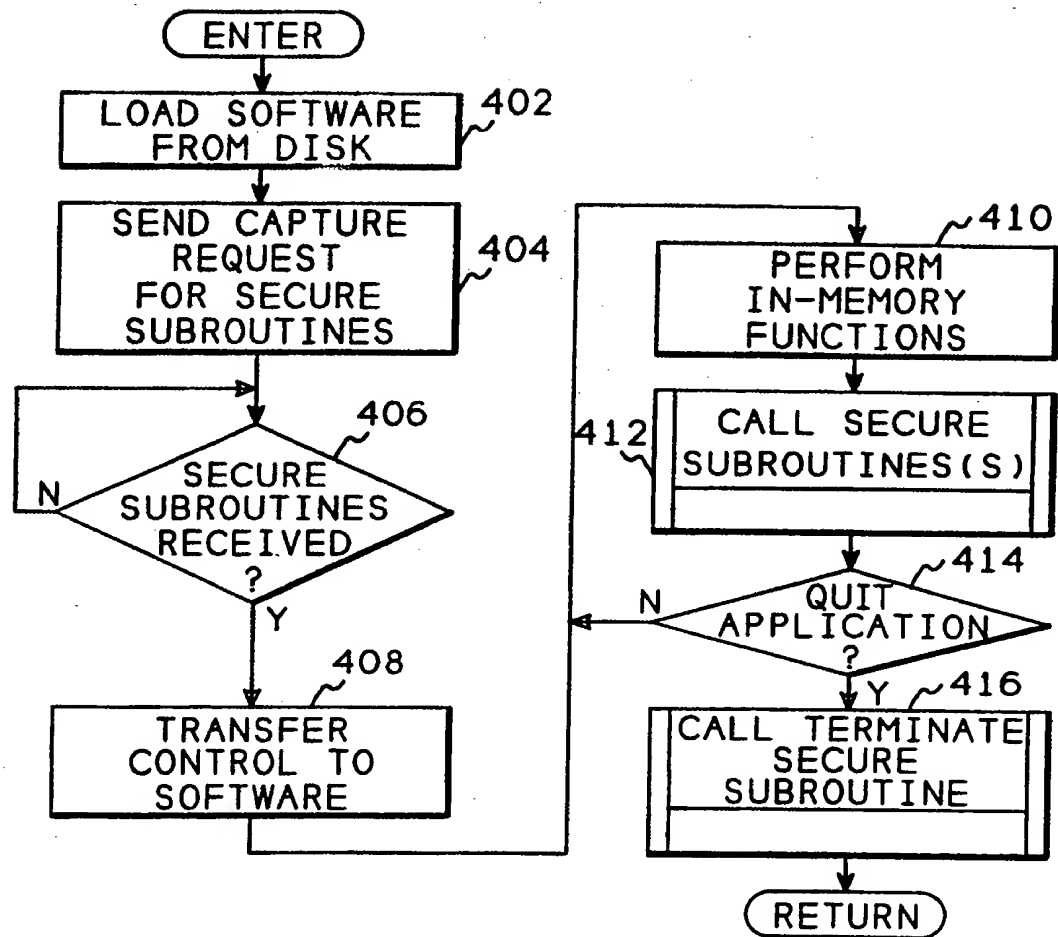 ENTER
LOAD SOFTWARE
FROM DISK
402
SEND CAPTURE
REQUEST
FOR SECURE
SUBROUTINES
404
406
SECURE
SUBROUTINES
RECEIVED
?
N
Y
408
TRANSFER
CONTROL TO
SOFTWARE
410
PERFORM
IN-MEMORY
FUNCTIONS
412
CALL SECURE
SUBROUTINES(S)
414
QUIT
APPLICATION
?
N
Y
416
CALL TERMINATE
SECURE
SUBROUTINE
RETURN